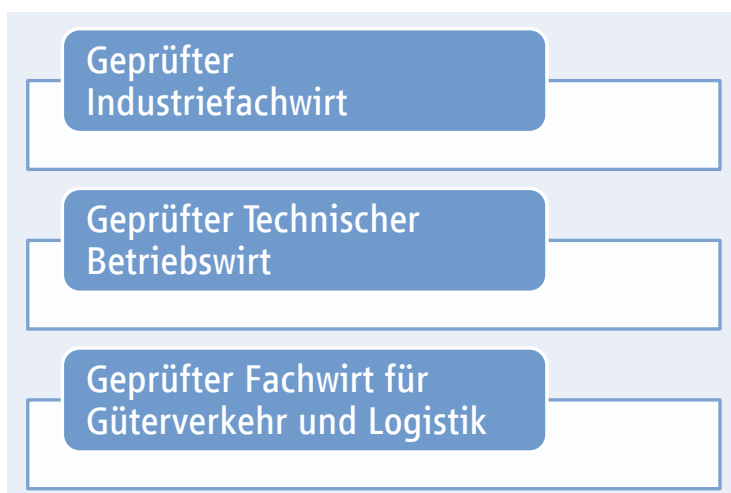 Geprüfter
Industriefachwirt
Geprüfter Technischer
Betriebswirt
Geprüfter Fachwirt für
Güterverkehr und Logistik